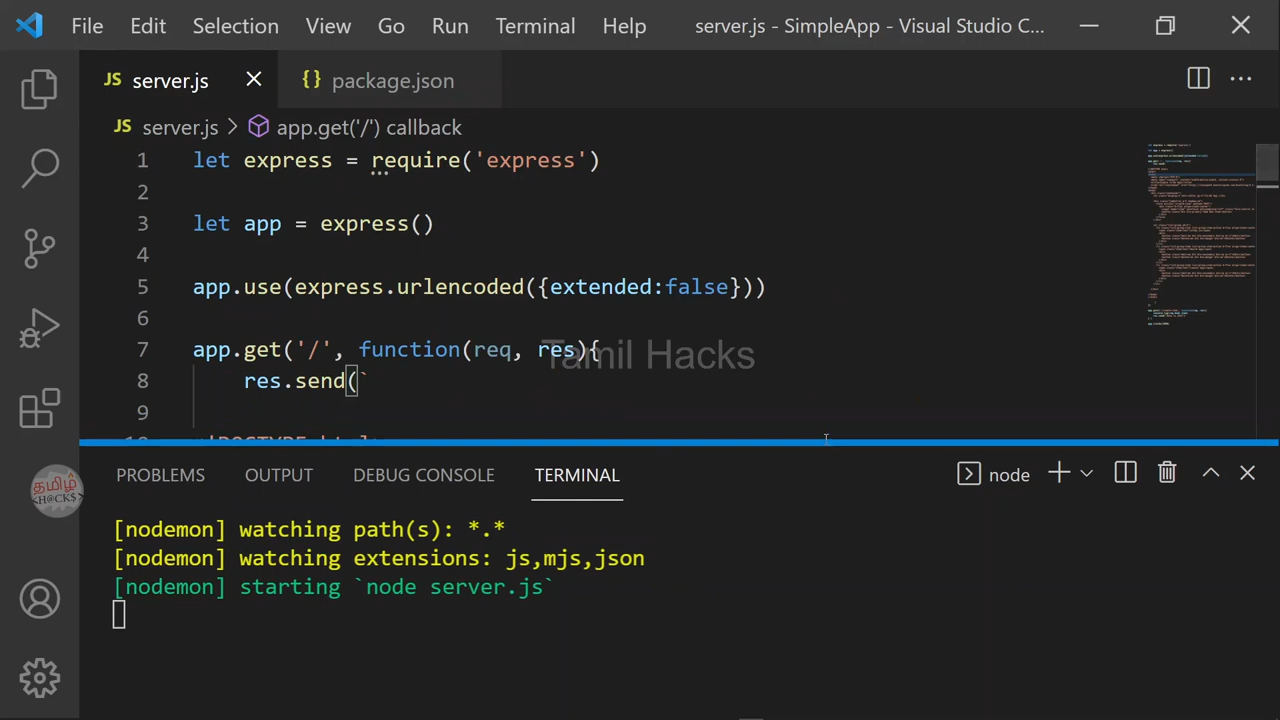 File Edit Selection View Go Run Terminal Help server.js - SimpleApp - Visual Studio C...
JS server.js {} package.json
JS server.js > app.get('/') callback
1 let express = require('express')
2
3 let app = express()
4
5 app.use(express.urlencoded({extended:false}))
6
7 app.get('/', function(req, res){
Tamil Hacks
8 res.send(`
9
PROBLEMS OUTPUT DEBUG CONSOLE TERMINAL node
தமிழ்
<H@CK$>
[nodemon] watching path(s): *.*
[nodemon] watching extensions: js,mjs,json
[nodemon] starting `node server.js`